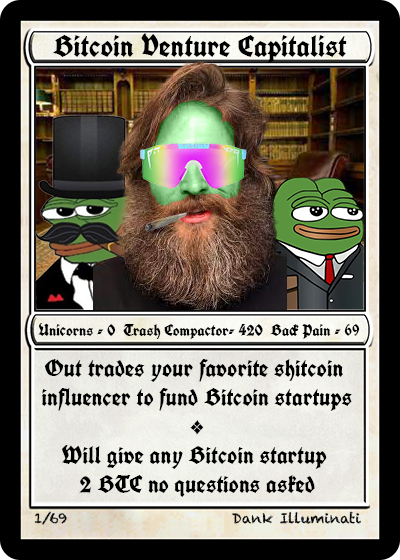 Bitcoin Venture Capitalist
Unicorns = 0 Trash Compactor= 420 Back Pain = 69
Out trades your favorite shitcoin
influencer to fund Bitcoin startups
❖
Will give any Bitcoin startup
2 BTC no questions asked
1/69 Dank Illuminati